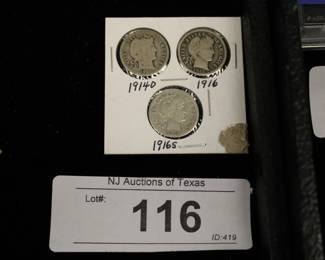 1914D
1916
1916S
NJ Auctions of Texas
Lot#:
116
ID:419